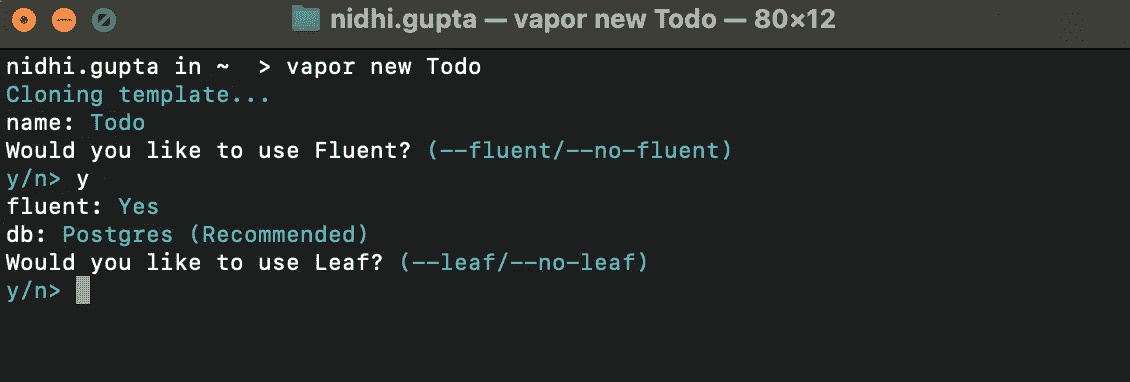 nidhi.gupta — vapor new Todo — 80×12
nidhi.gupta in ~ > vapor new Todo
Cloning template...
name: Todo
Would you like to use Fluent? (--fluent/--no-fluent)
y/n> y
fluent: Yes
db: Postgres (Recommended)
Would you like to use Leaf? (--leaf/--no-leaf)
y/n>